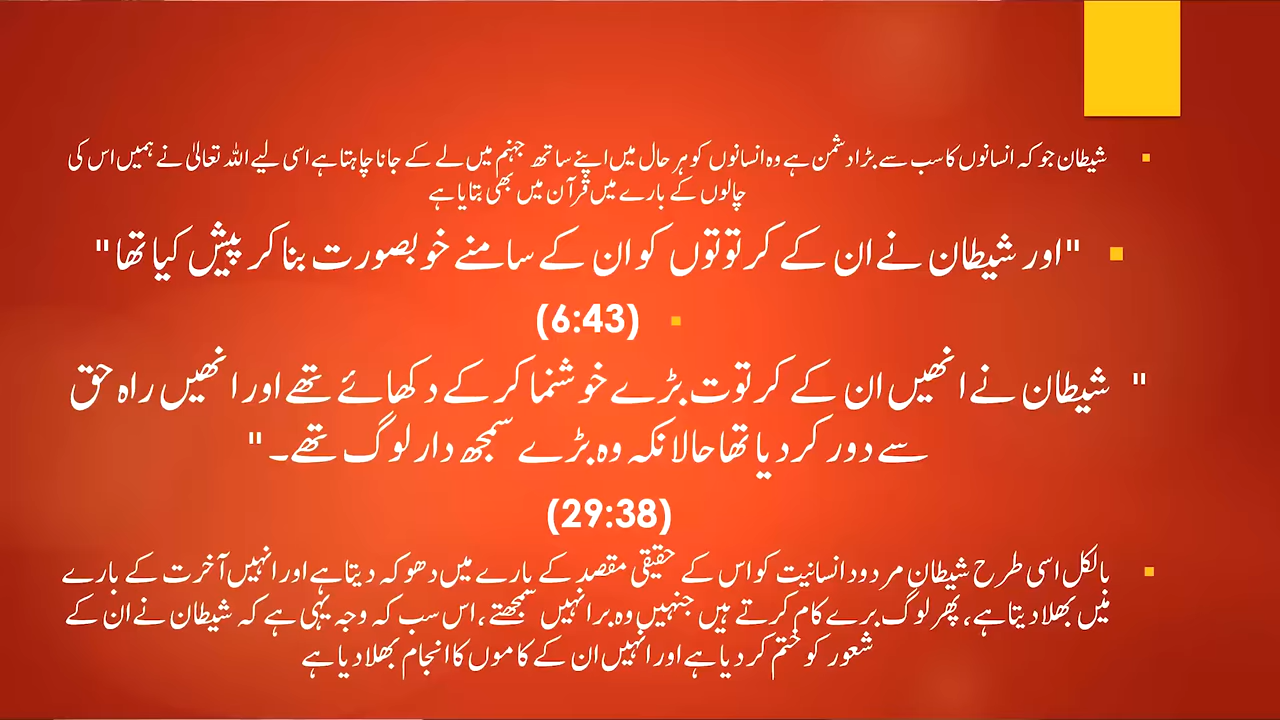 شیطان جو کہ انسانوں کا سب سے بڑا دشمن ہے وہ انسانوں کو ہر حال میں اپنے ساتھ جہنم میں لے کے جانا چاہتا ہے اسی لیے اللہ تعالیٰ نے ہمیں اس کی
چالوں کے بارے میں قرآن میں بھی بتایا ہے
"اور شیطان نے ان کے کرتوتوں کو ان کے سامنے خوبصورت بنا کر پیش کیا تھا"
(6:43)
" شیطان نے انھیں ان کے کرتوت بڑے خوشنما کر کے دکھائے تھے اور انھیں راہ حق
سے دور کر دیا تھا حالانکہ وہ بڑے سمجھ دار لوگ تھے۔"
(29:38)
بالکل اسی طرح شیطان مردود انسانیت کو اس کے حقیقی مقصد کے بارے میں دھوکہ دیتا ہے اور انہیں آخرت کے بارے
میں بھلا دیتا ہے، پھر لوگ برے کام کرتے ہیں جنہیں وہ برا نہیں سمجھتے، اس سب کہ وجہ یہی ہے کہ شیطان نے ان کے
شعور کو ختم کر دیا ہے اور انہیں ان کے کاموں کا انجام بھلا دیا ہے